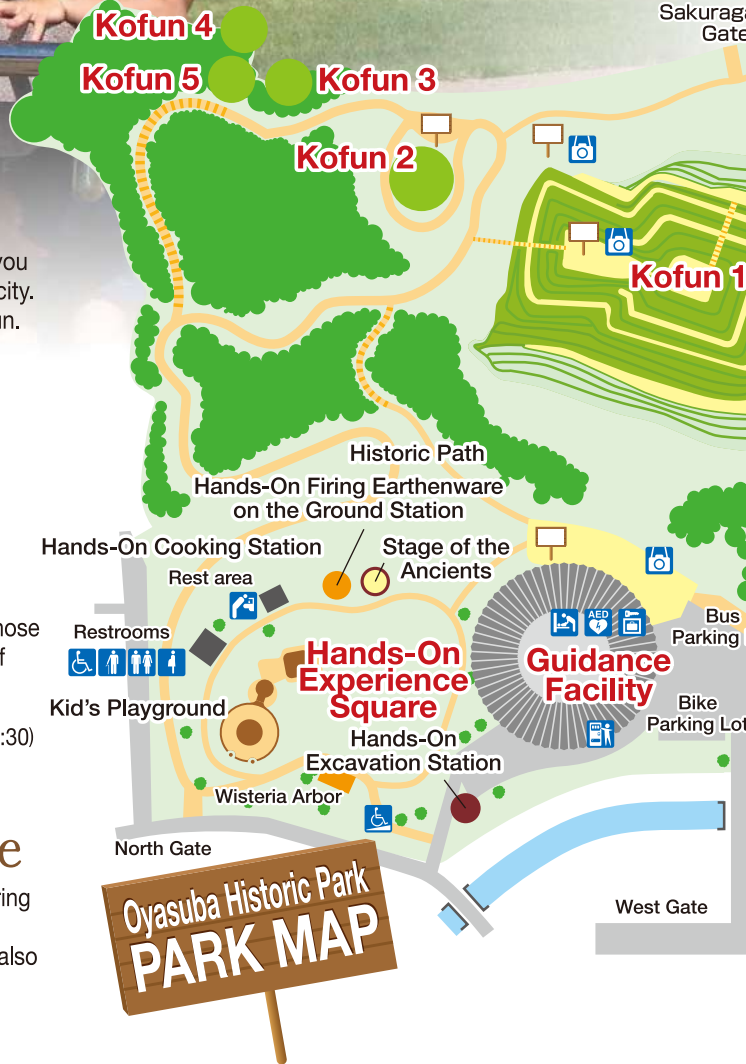 Kofun 4
Sakuraga
Gate
Kofun 5
Kofun 3
Kofun 2
you
city.
Kofun 1
un.
Historic Path
Hands-On Firing Earthenware
on the Ground Station
Hands-On Cooking Station
Stage of the
Ancients
Rest area
AED
hose
f
Restrooms
Bus
Parking
Hands-On
Experience
Square
Guidance
Facility
Kid's Playground
:30)
Bike
Parking Lot
Hands-On
Excavation Station
Wisteria Arbor
North Gate
e
ring
also
Oyasuba Historic Park
PARK MAP
West Gate